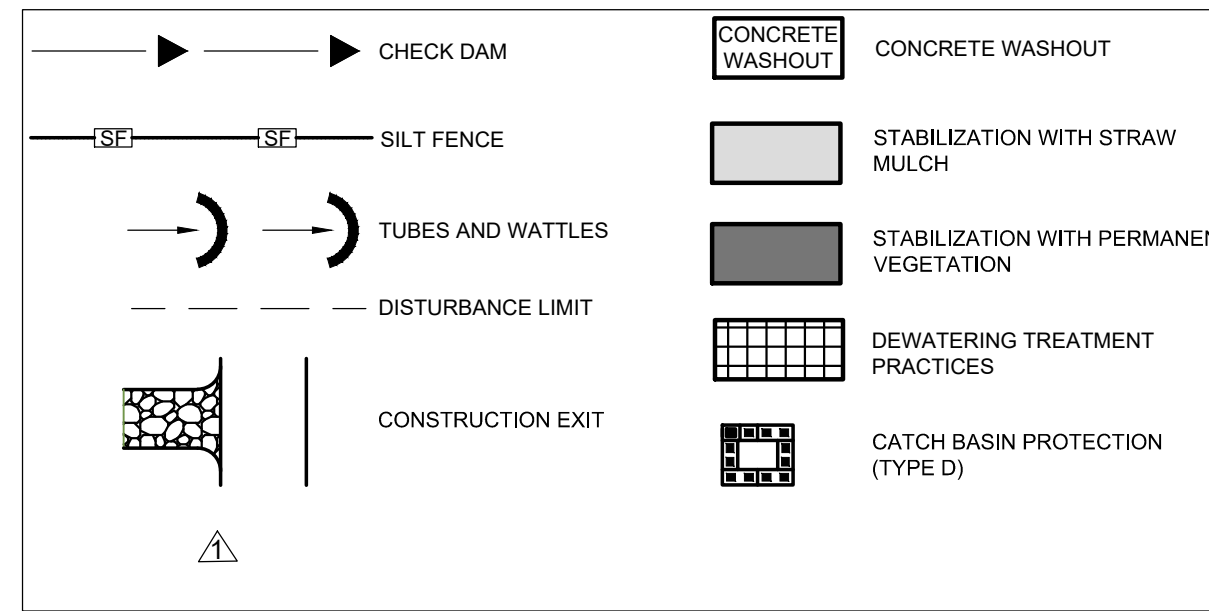 CHECK DAM
SF SF SILT FENCE
TUBES AND WATTLES
DISTURBANCE LIMIT
CONSTRUCTION EXIT
1
CONCRETE
WASHOUT
CONCRETE WASHOUT
STABILIZATION WITH STRAW
MULCH
STABILIZATION WITH PERMANEN
VEGETATION
DEWATERING TREATMENT
PRACTICES
CATCH BASIN PROTECTION
(TYPE D)